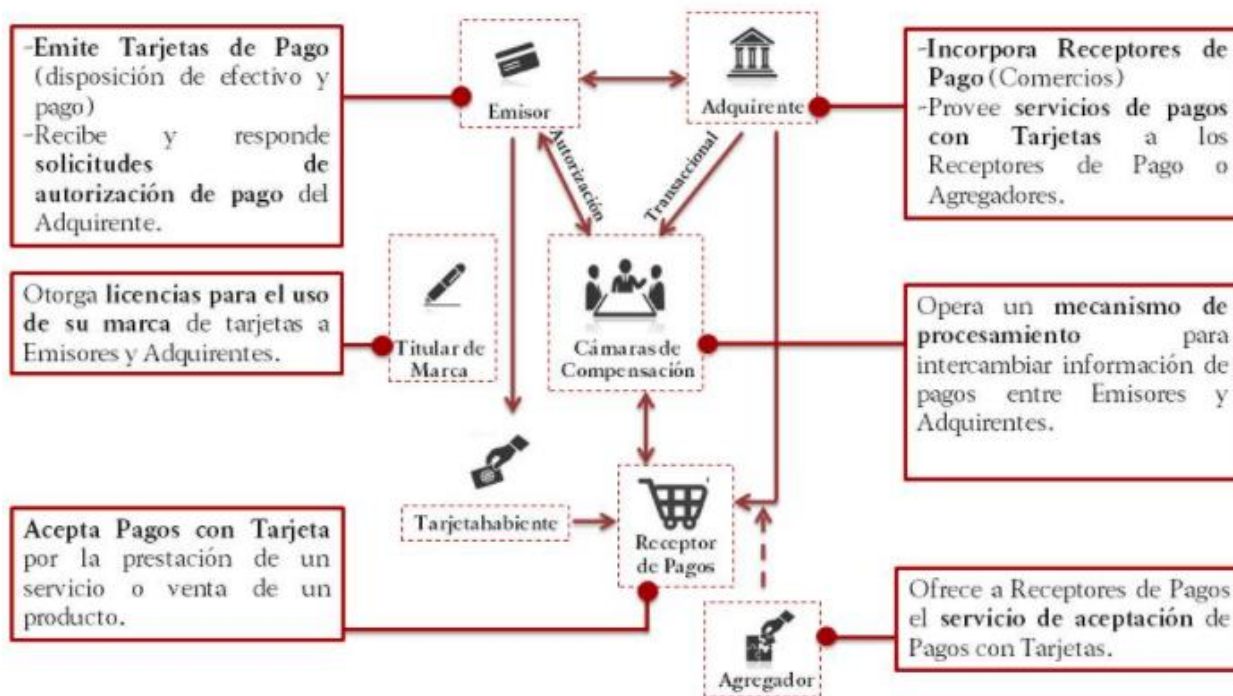 -Emite Tarjetas de Pago
(disposición de efectivo y
pago)
-Recibe y responde
solicitudes de
autorización de pago del
Adquirente.
Emisor
Adquirente
-Incorpora Receptores de
Pago (Comercios)
-Provee servicios de pagos
con Tarjetas a los
Receptores de Pago o
Agregadores.
Autorización
Transaccional
Otorga licencias para el uso
de su marca de tarjetas a
Emisores y Adquirentes.
Titular de
Marca
Cámaras de
Compensación
Opera un mecanismo de
procesamiento para
intercambiar información de
pagos entre Emisores y
Adquirentes.
Acepta Pagos con Tarjeta
por la prestación de un
servicio o venta de un
producto.
Tarjetahabiente
Receptor
de Pagos
Agregador
Ofrece a Receptores de Pagos
el servicio de aceptación de
Pagos con Tarjetas.